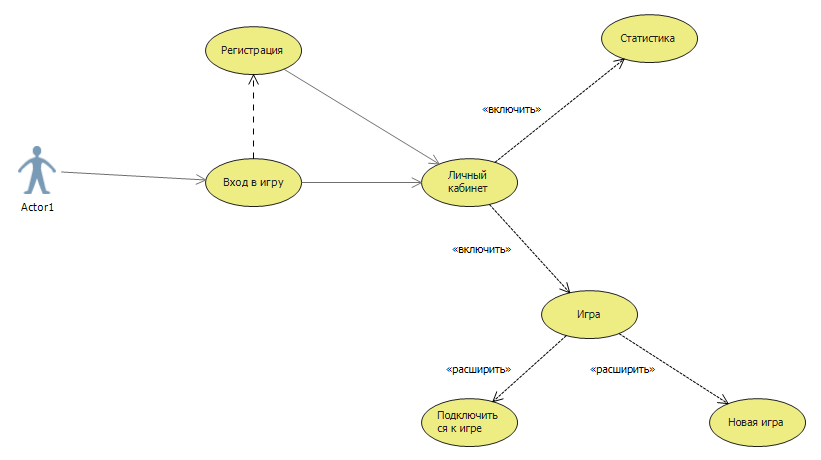 Статистика
Регистрация
«включить»
Личный
кабинет
Вход в игру
Actor1
«включить»
Игра
«расширить»
«расширить»
Подключить
ся к игре
Новая игра